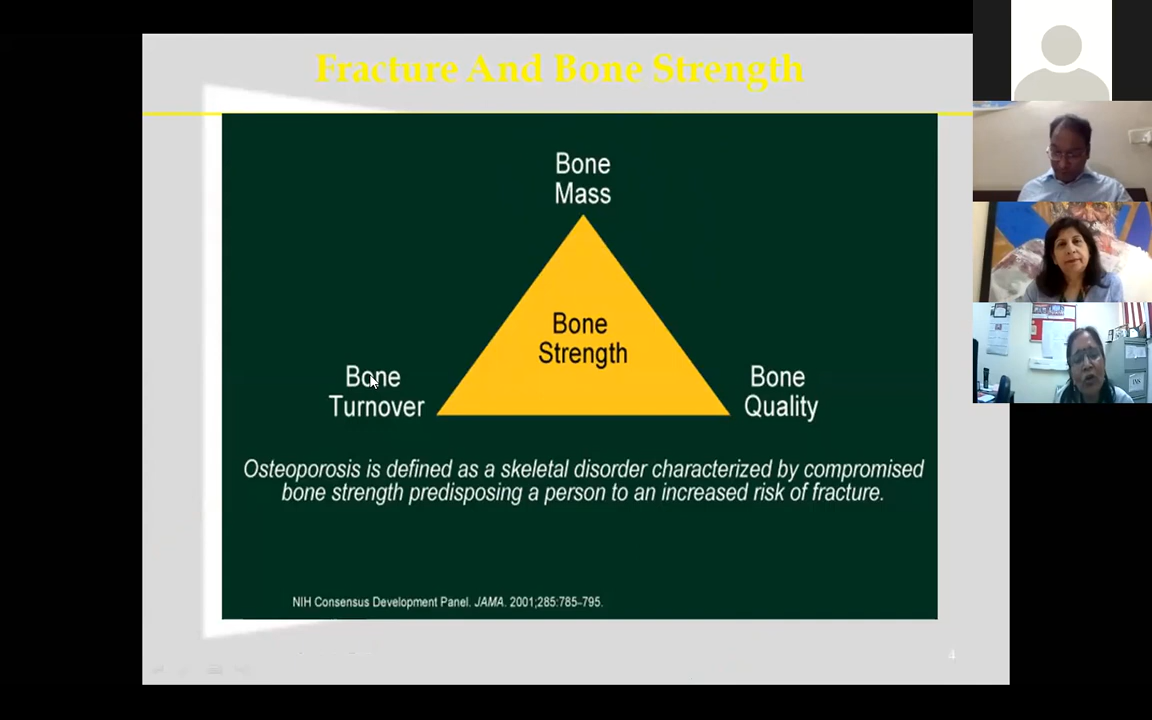 Fracture And Bone Strength
Bone
Mass
Bone
Strength
Bone
Turnover
Bone
Quality
Osteoporosis is defined as a skeletal disorder characterized by compromised
bone strength predisposing a person to an increased risk of fracture.
NIH Consensus Development Panel. JAMA. 2001;285:785–795.
4